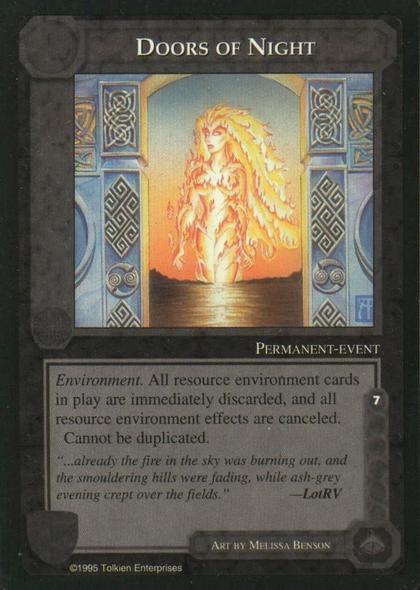 DOORS OF NIGHT
PERMANENT-EVENT
Environment. All resource environment cards
in play are immediately discarded, and all
resource environment effects are canceled.
Cannot be duplicated.
7
"...already the fire in the sky was burning out, and
the smouldering hills were fading, while ash-grey
evening crept over the fields." —LotRV
ART BY MELISSA BENSON
©1995 Tolkien Enterprises